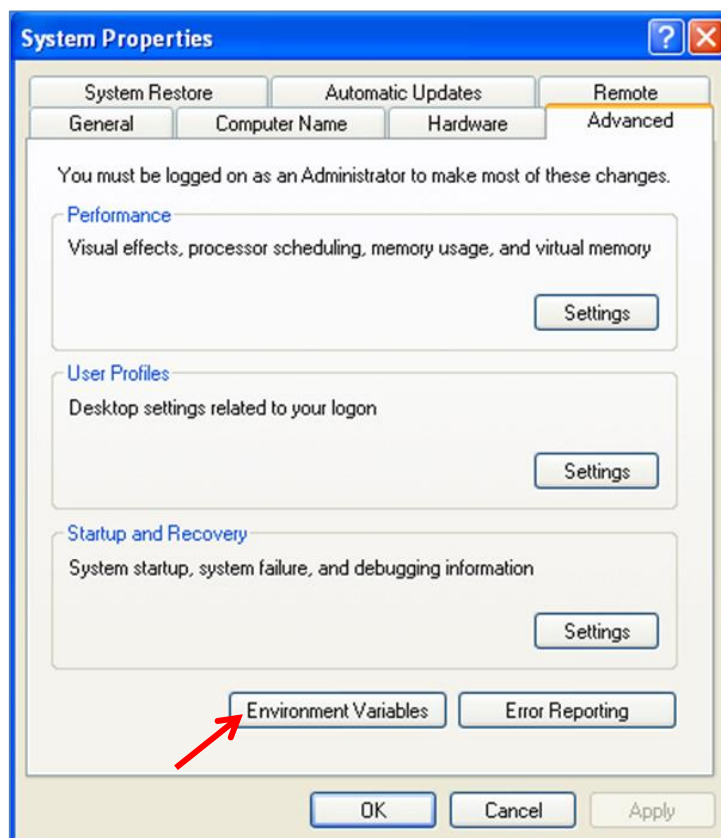 System Properties
System Restore Automatic Updates Remote
General Computer Name Hardware Advanced
You must be logged on as an Administrator to make most of these changes.
Performance
Visual effects, processor scheduling, memory usage, and virtual memory
Settings
User Profiles
Desktop settings related to your logon
Settings
Startup and Recovery
System startup, system failure, and debugging information
Settings
Environment Variables Error Reporting
OK Cancel Apply